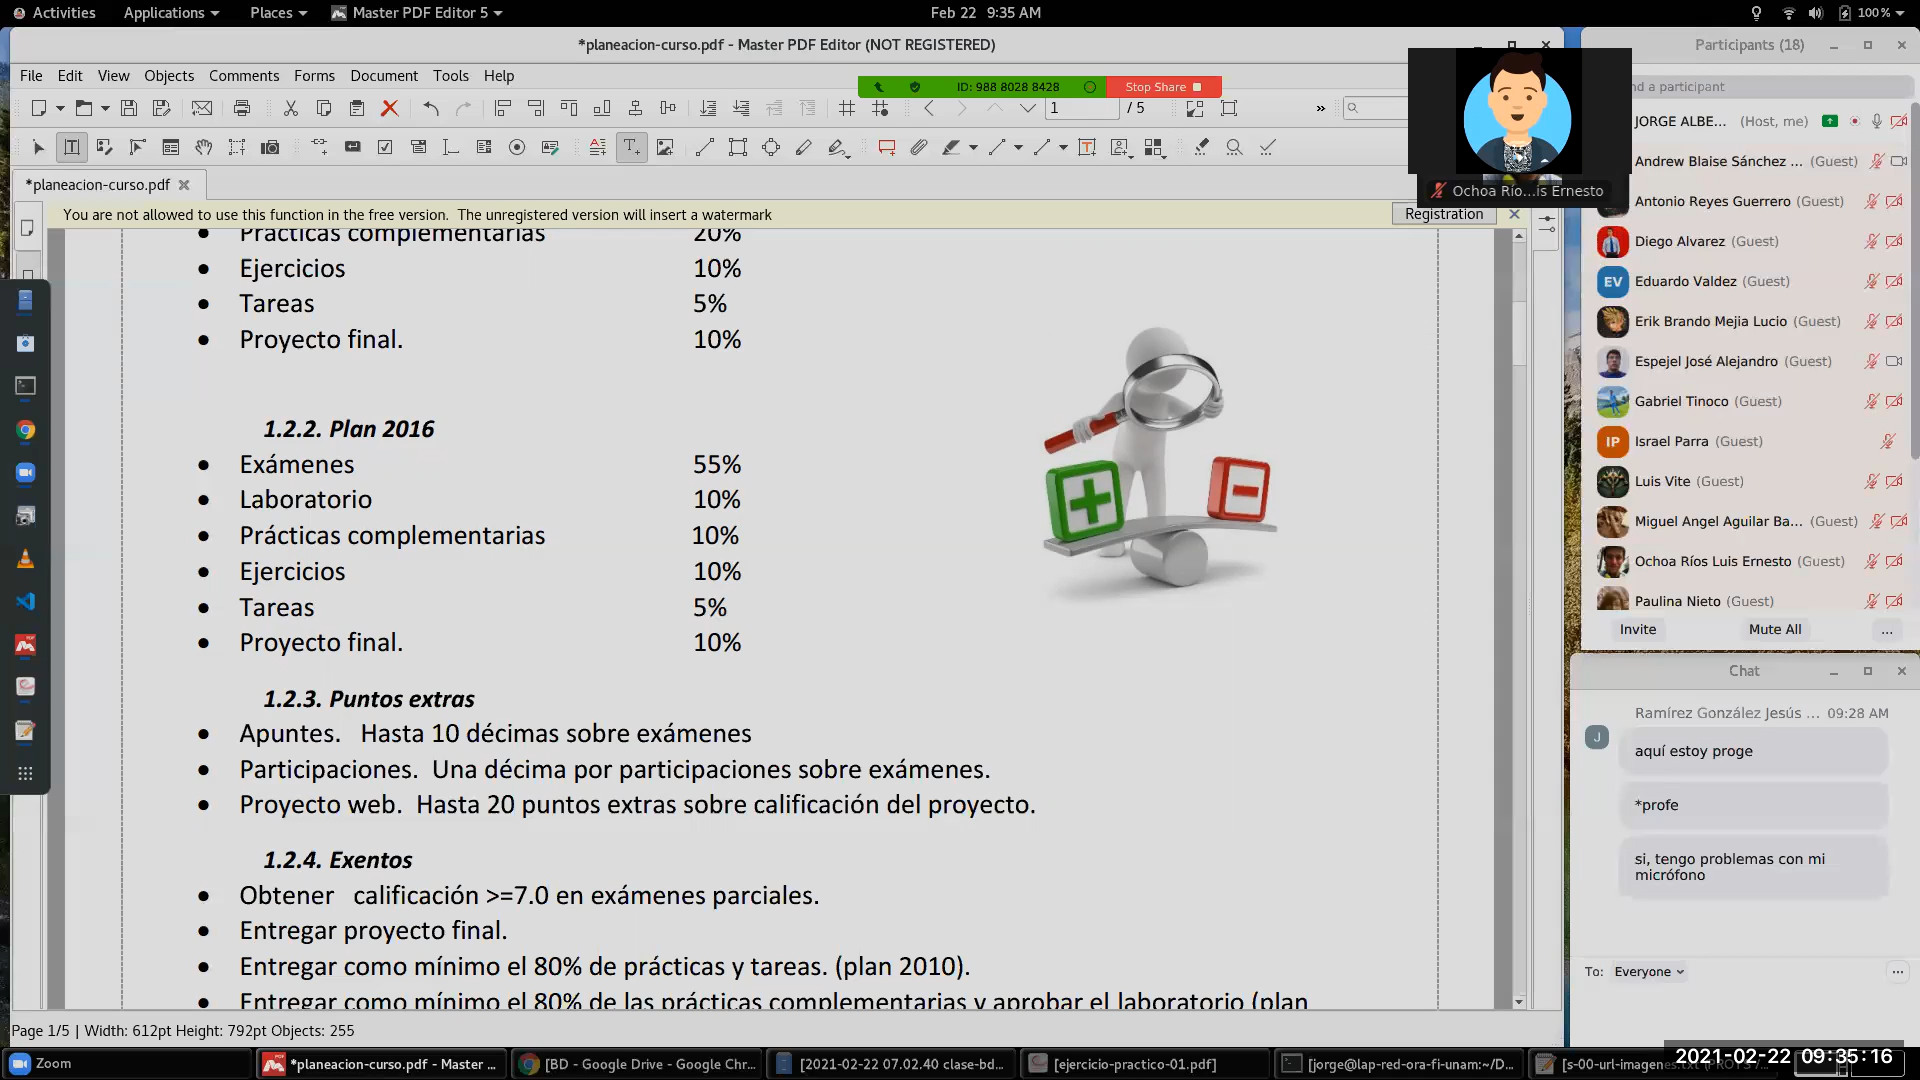 Activities Applications Places Master PDF Editor 5 Feb 22 9:35 AM 100%
*planeacion-curso.pdf - Master PDF Editor (NOT REGISTERED)
File Edit View Objects Comments Forms Document Tools Help
ID: 988 8028 8428 Stop Share
1 / 5
*planeacion-curso.pdf
You are not allowed to use this function in the free version. The unregistered version will insert a watermark
Registration
Prácticas complementarias 20%
• Ejercicios 10%
• Tareas 5%
• Proyecto final. 10%
1.2.2. Plan 2016
• Exámenes 55%
• Laboratorio 10%
• Prácticas complementarias 10%
• Ejercicios 10%
• Tareas 5%
• Proyecto final. 10%
1.2.3. Puntos extras
• Apuntes. Hasta 10 décimas sobre exámenes
• Participaciones. Una décima por participaciones sobre exámenes.
• Proyecto web. Hasta 20 puntos extras sobre calificación del proyecto.
1.2.4. Exentos
• Obtener calificación >=7.0 en exámenes parciales.
• Entregar proyecto final.
• Entregar como mínimo el 80% de prácticas y tareas. (plan 2010).
• Entregar como mínimo el 80% de las prácticas complementarias y aprobar el laboratorio (plan
Page 1/5 | Width: 612pt Height: 792pt Objects: 255
Ochoa Río...is Ernesto
Participants (18)
nd a participant
JORGE ALBE... (Host, me)
Andrew Blaise Sánchez ... (Guest)
Antonio Reyes Guerrero (Guest)
Diego Alvarez (Guest)
EV Eduardo Valdez (Guest)
Erik Brando Mejia Lucio (Guest)
Espejel José Alejandro (Guest)
Gabriel Tinoco (Guest)
IP Israel Parra (Guest)
Luis Vite (Guest)
Miguel Angel Aguilar Ba... (Guest)
Ochoa Ríos Luis Ernesto (Guest)
Paulina Nieto (Guest)
Invite Mute All ...
Chat
Ramírez González Jesús ... 09:28 AM
J
aquí estoy proge
*profe
si, tengo problemas con mi
micrófono
To: Everyone
Zoom
*planeacion-curso.pdf - Master ...
[BD - Google Drive - Google Chr...
[2021-02-22 07.02.40 clase-bd...
[ejercicio-practico-01.pdf]
[jorge@lap-red-ora-fi-unam:~/D...
2021-02-22 09:35:16